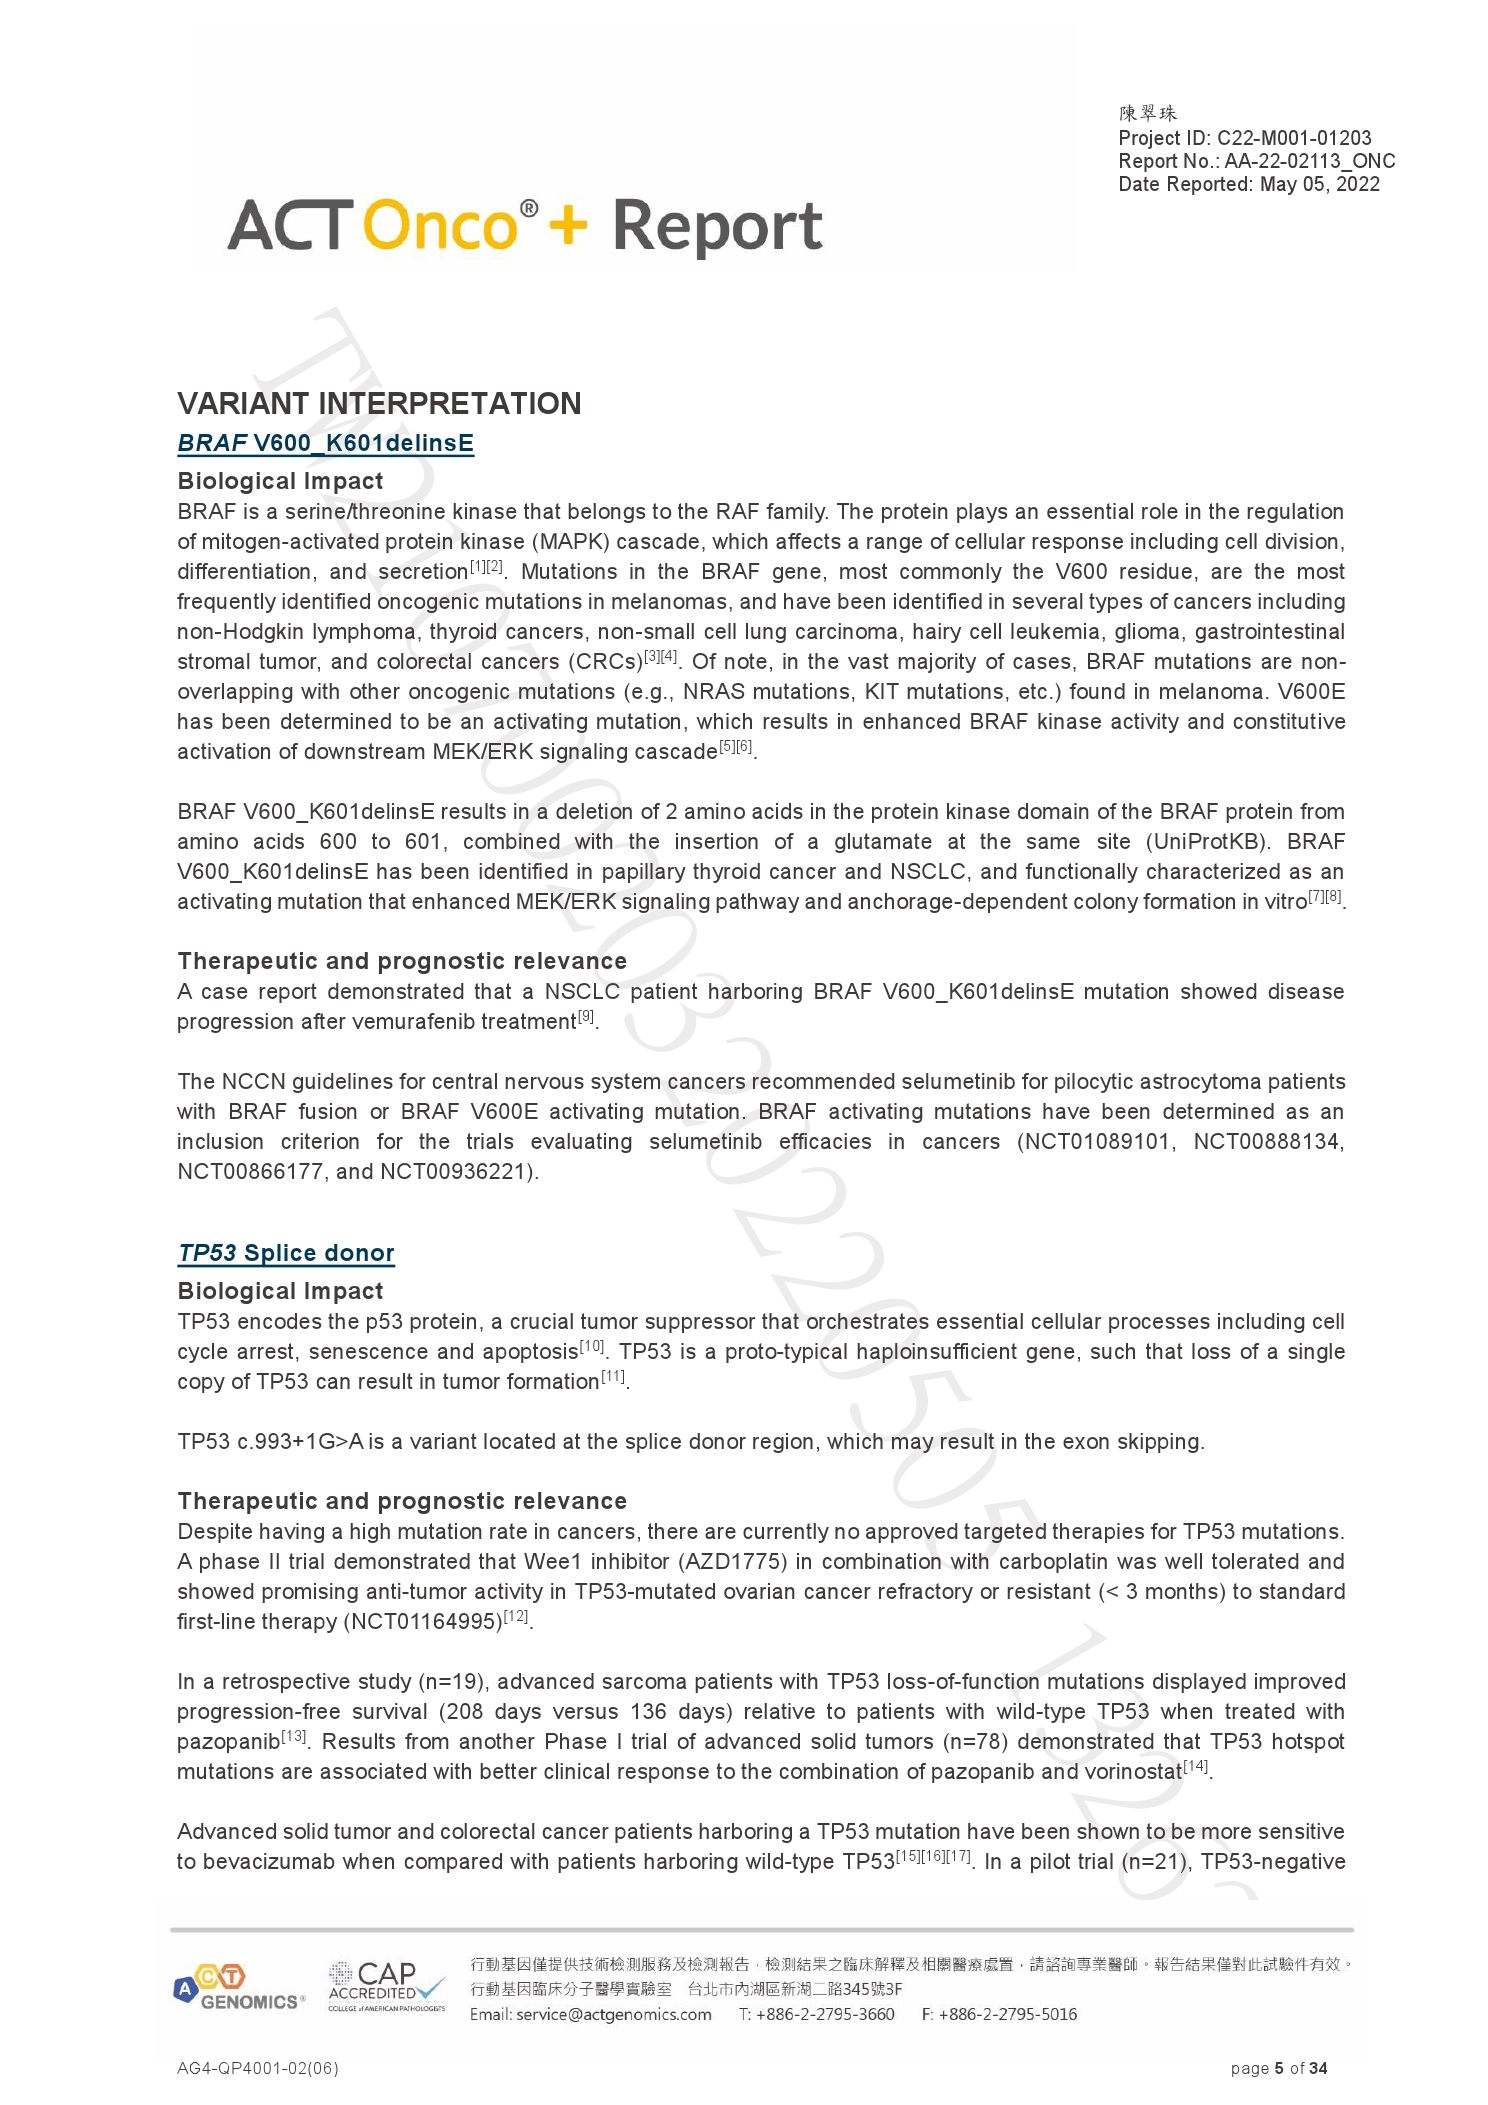 陳翠珠
Project ID: C22-M001-01203
Report No.: AA-22-02113_ONC
Date Reported: May 05, 2022
ACT Onco® + Report
VARIANT INTERPRETATION
BRAF V600_K601delinsE
Biological Impact
BRAF is a serine/threonine kinase that belongs to the RAF family. The protein plays an essential role in the regulation
of mitogen-activated protein kinase (MAPK) cascade, which affects a range of cellular response including cell division,
differentiation, and secretion[1][2]. Mutations in the BRAF gene, most commonly the V600 residue, are the most
frequently identified oncogenic mutations in melanomas, and have been identified in several types of cancers including
non-Hodgkin lymphoma, thyroid cancers, non-small cell lung carcinoma, hairy cell leukemia, glioma, gastrointestinal
stromal tumor, and colorectal cancers (CRCs)[3][4]. Of note, in the vast majority of cases, BRAF mutations are non-
overlapping with other oncogenic mutations (e.g., NRAS mutations, KIT mutations, etc.) found in melanoma. V600E
has been determined to be an activating mutation, which results in enhanced BRAF kinase activity and constitutive
activation of downstream MEK/ERK signaling cascade[5][6].
BRAF V600_K601delinsE results in a deletion of 2 amino acids in the protein kinase domain of the BRAF protein from
amino acids 600 to 601, combined with the insertion of a glutamate at the same site (UniProtKB). BRAF
V600_K601delinsE has been identified in papillary thyroid cancer and NSCLC, and functionally characterized as an
activating mutation that enhanced MEK/ERK signaling pathway and anchorage-dependent colony formation in vitro[7][8].
Therapeutic and prognostic relevance
A case report demonstrated that a NSCLC patient harboring BRAF V600_K601delinsE mutation showed disease
progression after vemurafenib treatment[9].
The NCCN guidelines for central nervous system cancers recommended selumetinib for pilocytic astrocytoma patients
with BRAF fusion or BRAF V600E activating mutation. BRAF activating mutations have been determined as an
inclusion criterion for the trials evaluating selumetinib efficacies in cancers (NCT01089101, NCT00888134,
NCT00866177, and NCT00936221).
TP53 Splice donor
Biological Impact
TP53 encodes the p53 protein, a crucial tumor suppressor that orchestrates essential cellular processes including cell
cycle arrest, senescence and apoptosis[10]. TP53 is a proto-typical haploinsufficient gene, such that loss of a single
copy of TP53 can result in tumor formation[11].
TP53 c.993+1G>A is a variant located at the splice donor region, which may result in the exon skipping.
Therapeutic and prognostic relevance
Despite having a high mutation rate in cancers, there are currently no approved targeted therapies for TP53 mutations.
A phase II trial demonstrated that Wee1 inhibitor (AZD1775) in combination with carboplatin was well tolerated and
showed promising anti-tumor activity in TP53-mutated ovarian cancer refractory or resistant (< 3 months) to standard
first-line therapy (NCT01164995)[12].
In a retrospective study (n=19), advanced sarcoma patients with TP53 loss-of-function mutations displayed improved
progression-free survival (208 days versus 136 days) relative to patients with wild-type TP53 when treated with
pazopanib[13]. Results from another Phase I trial of advanced solid tumors (n=78) demonstrated that TP53 hotspot
mutations are associated with better clinical response to the combination of pazopanib and vorinostat[14].
Advanced solid tumor and colorectal cancer patients harboring a TP53 mutation have been shown to be more sensitive
to bevacizumab when compared with patients harboring wild-type TP53[15][16][17]. In a pilot trial (n=21), TP53-negative
ACT GENOMICS®
CAP ACCREDITED
COLLEGE of AMERICAN PATHOLOGISTS
行動基因僅提供技術檢測服務及檢測報告，檢測結果之臨床解釋及相關醫療處置，請諮詢專業醫師。報告結果僅對此試驗件有效。
行動基因臨床分子醫學實驗室 台北市內湖區新湖二路345號3F
Email: service@actgenomics.com T: +886-2-2795-3660 F: +886-2-2795-5016
AG4-QP4001-02(06)
page 5 of 34